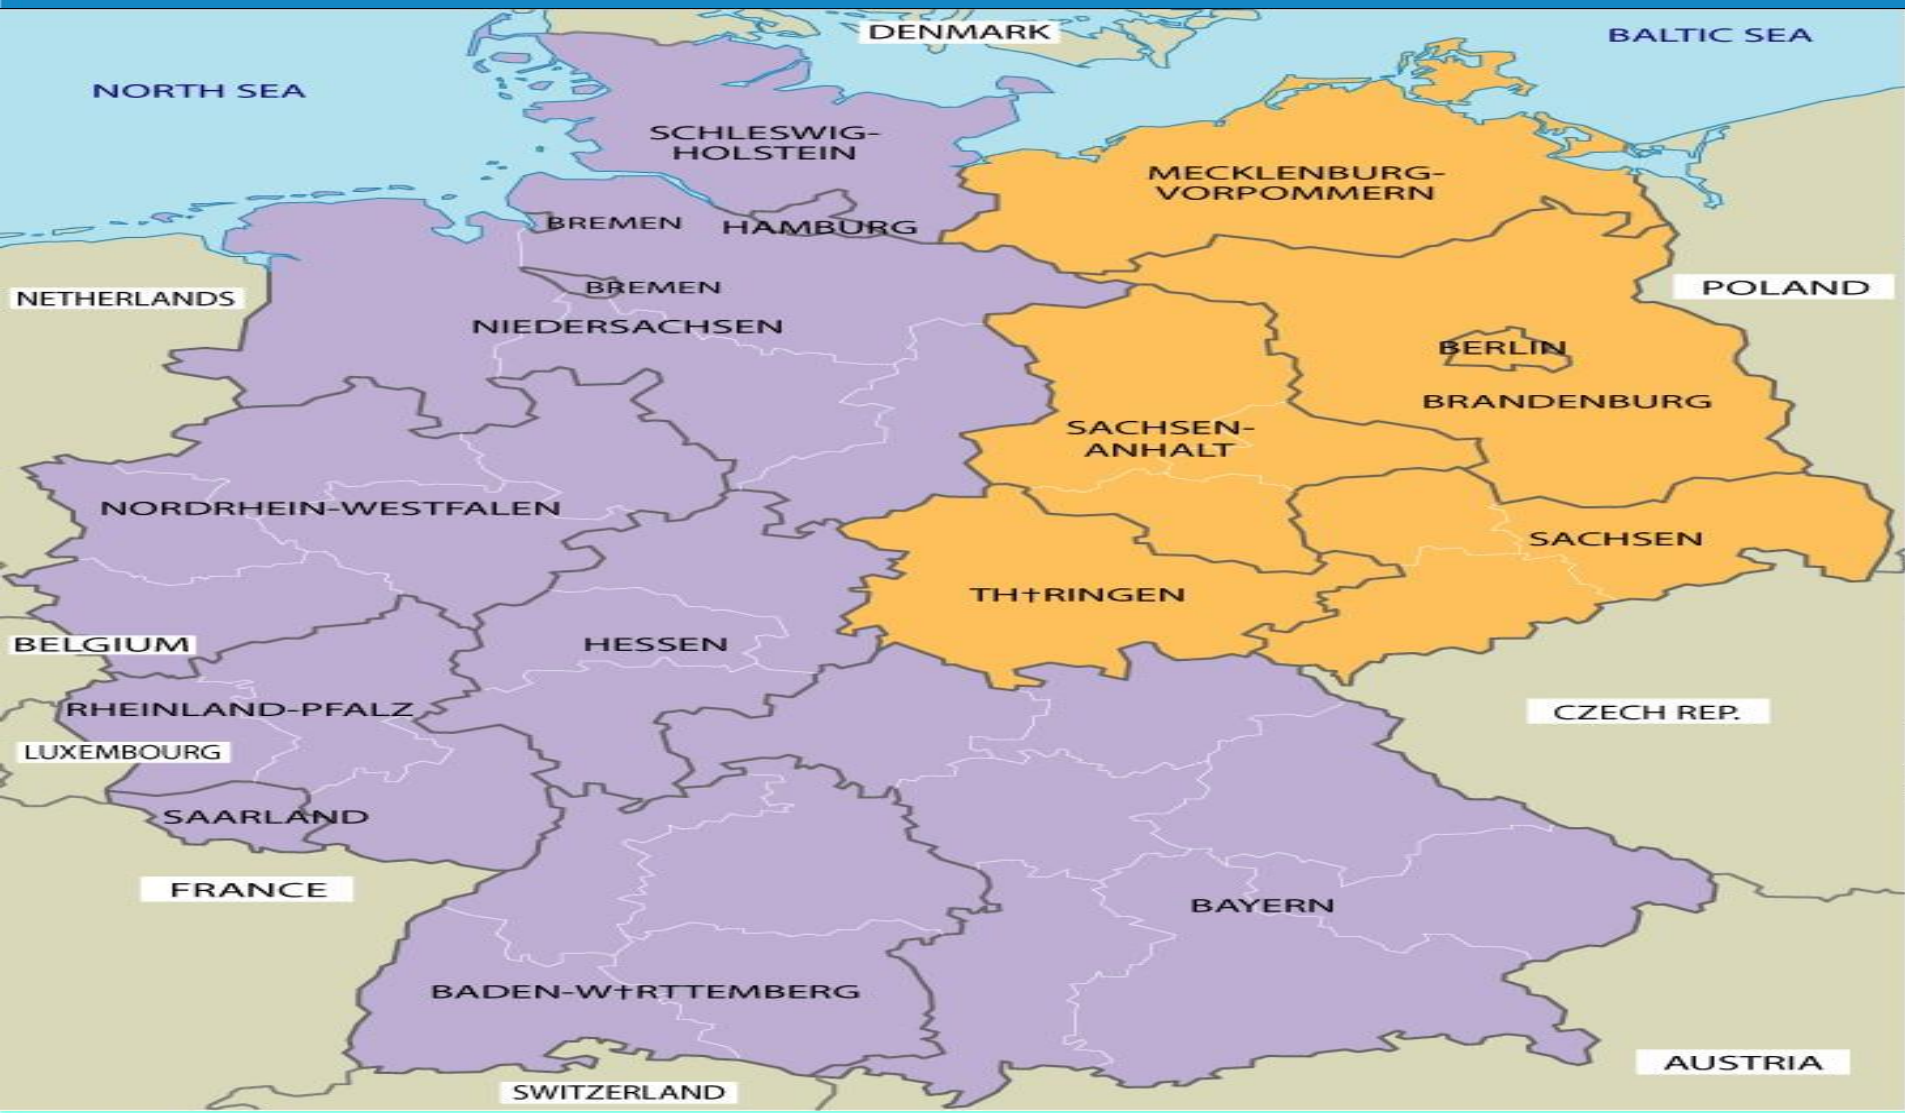 DENMARK
BALTIC SEA
NORTH SEA
SCHLESWIG-
HOLSTEIN
MECKLENBURG-
VORPOMMERN
BREMEN
HAMBURG
NETHERLANDS
BREMEN
POLAND
NIEDERSACHSEN
BERLIN
BRANDENBURG
SACHSEN-
ANHALT
NORDRHEIN-WESTFALEN
SACHSEN
TH†RINGEN
BELGIUM
HESSEN
RHEINLAND-PFALZ
CZECH REP.
LUXEMBOURG
SAARLAND
FRANCE
BAYERN
BADEN-W†RTTEMBERG
AUSTRIA
SWITZERLAND